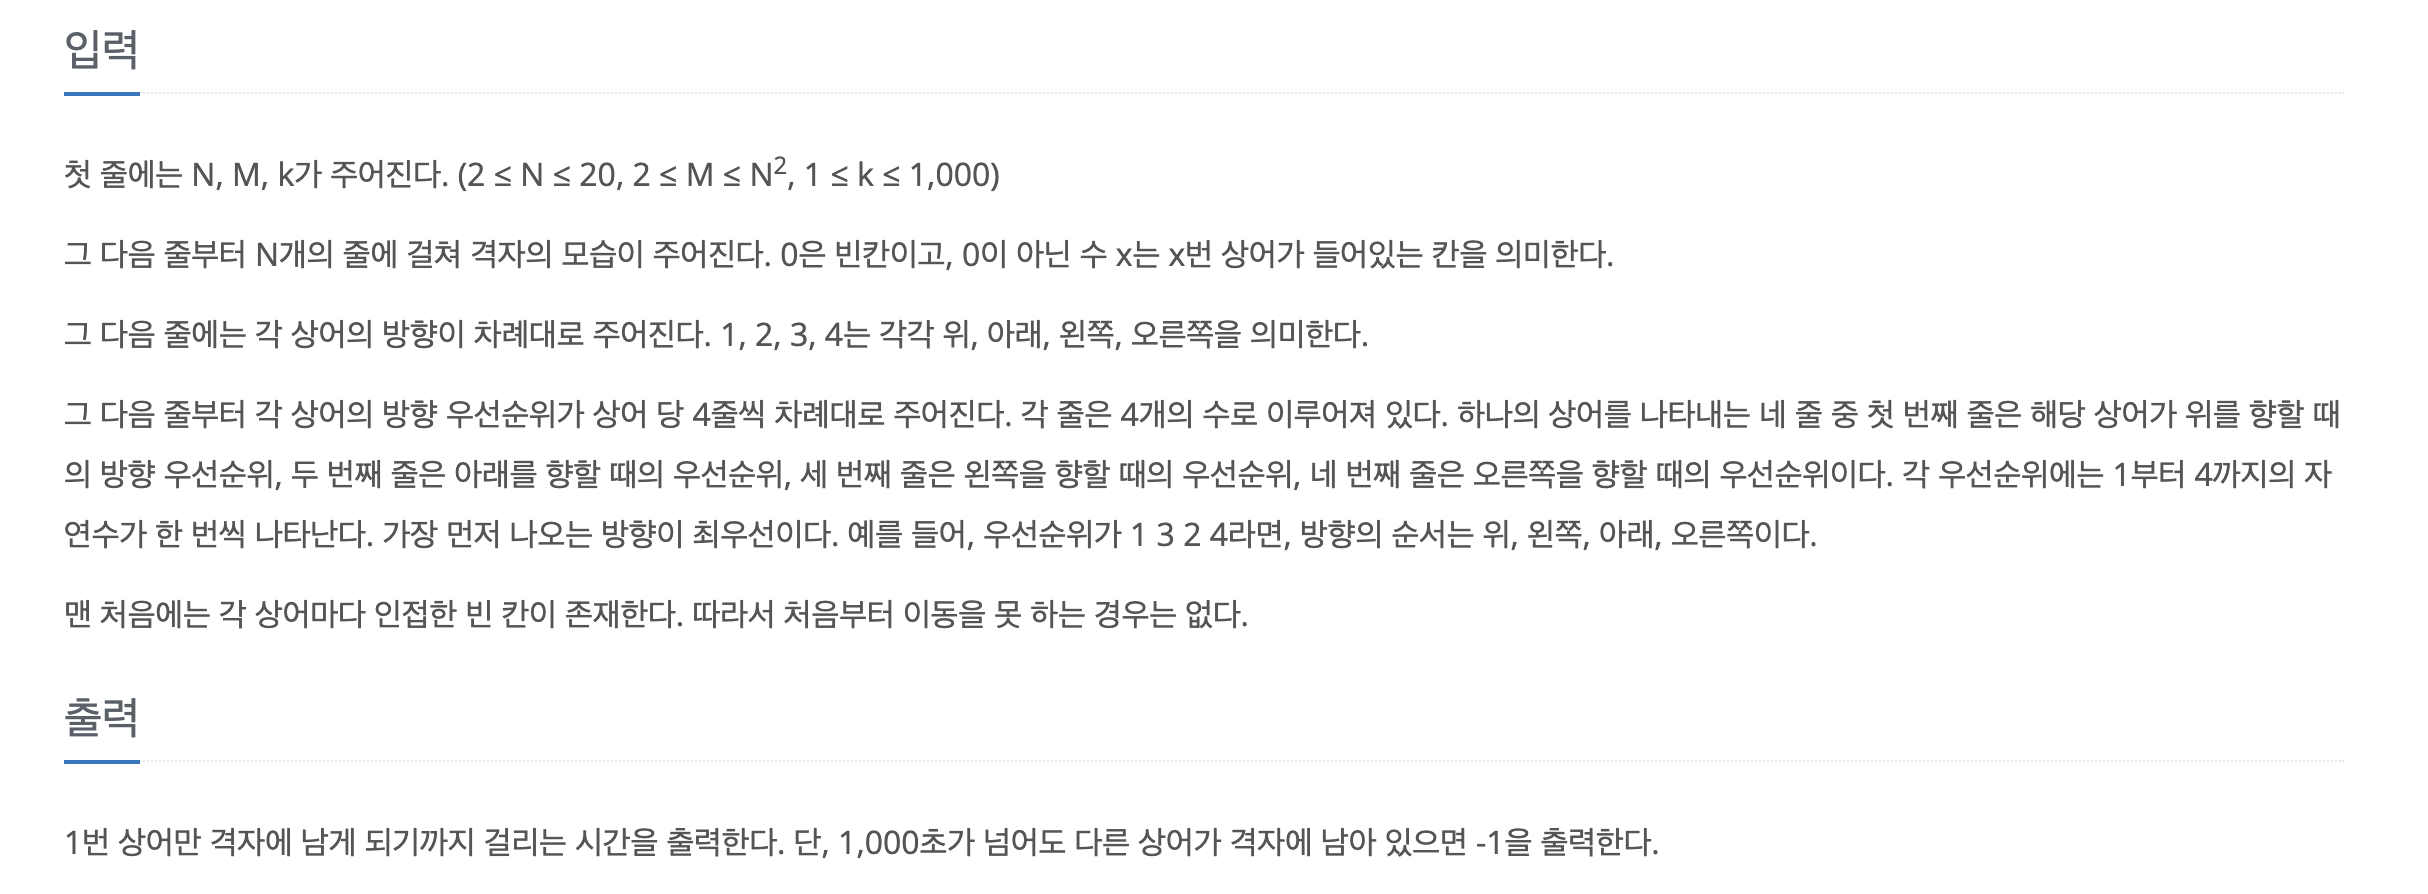 입력
첫 줄에는 N, M, k가 주어진다. (2 ≤ N ≤ 20, 2 ≤ M ≤ N², 1 ≤ k ≤ 1,000)
그 다음 줄부터 N개의 줄에 걸쳐 격자의 모습이 주어진다. 0은 빈칸이고, 0이 아닌 수 x는 x번 상어가 들어있는 칸을 의미한다.
그 다음 줄에는 각 상어의 방향이 차례대로 주어진다. 1, 2, 3, 4는 각각 위, 아래, 왼쪽, 오른쪽을 의미한다.
그 다음 줄부터 각 상어의 방향 우선순위가 상어 당 4줄씩 차례대로 주어진다. 각 줄은 4개의 수로 이루어져 있다. 하나의 상어를 나타내는 네 줄 중 첫 번째 줄은 해당 상어가 위를 향할 때
의 방향 우선순위, 두 번째 줄은 아래를 향할 때의 우선순위, 세 번째 줄은 왼쪽을 향할 때의 우선순위, 네 번째 줄은 오른쪽을 향할 때의 우선순위이다. 각 우선순위에는 1부터 4까지의 자
연수가 한 번씩 나타난다. 가장 먼저 나오는 방향이 최우선이다. 예를 들어, 우선순위가 1 3 2 4라면, 방향의 순서는 위, 왼쪽, 아래, 오른쪽이다.
맨 처음에는 각 상어마다 인접한 빈 칸이 존재한다. 따라서 처음부터 이동을 못 하는 경우는 없다.
출력
1번 상어만 격자에 남게 되기까지 걸리는 시간을 출력한다. 단, 1,000초가 넘어도 다른 상어가 격자에 남아 있으면 -1을 출력한다.